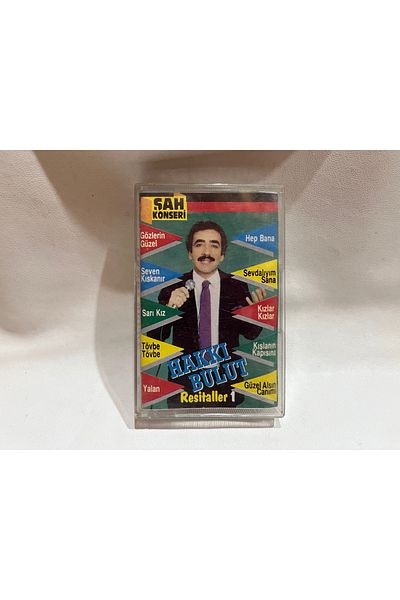 ŞAH
KONSERİ
Gözlerin
Güzel
Hep Bana
Seven
Kıskanır
Sevdalıyım
Sana
Sarı Kız
Kızlar
Kızlar
Tövbe
Tövbe
Kışlanın
Kapısına
Yalan
Güzel Alsın
Canımı
HAKKI
BULUT
Resitaller 1